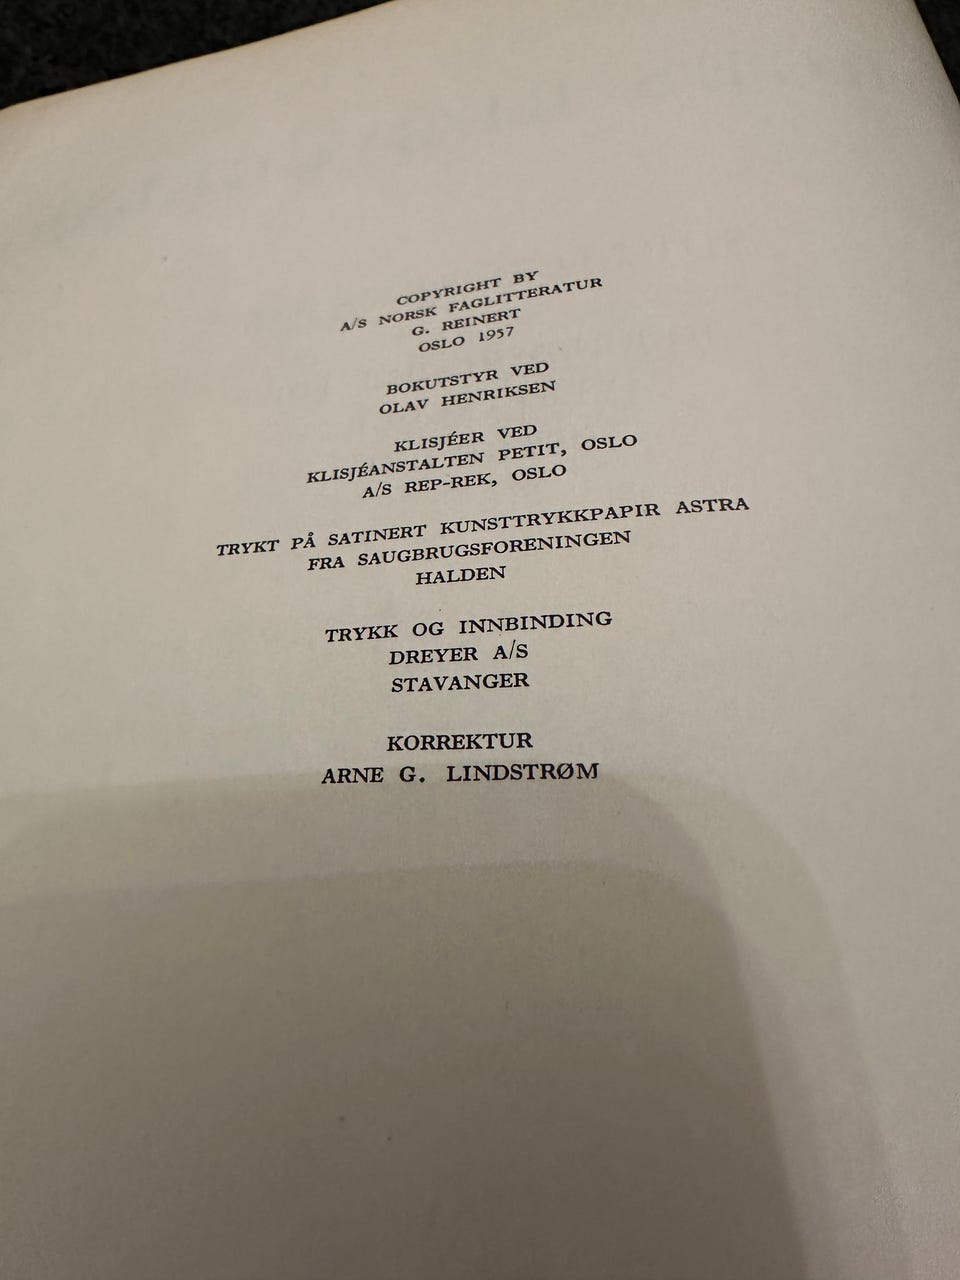 COPYRIGHT BY
A/S NORSK FAGLITTERATUR
G. REINERT
OSLO 1957
BOKUTSTYR VED
OLAV HENRIKSEN
KLISJÉER VED
KLISJÉANSTALTEN PETIT, OSLO
A/S REP-REK, OSLO
TRYKT PÅ SATINERT KUNSTTRYKKPAPIR ASTRA
FRA SAUGBRUGSFORENINGEN
HALDEN
TRYKK OG INNBINDING
DREYER A/S
STAVANGER
KORREKTUR
ARNE G. LINDSTRØM